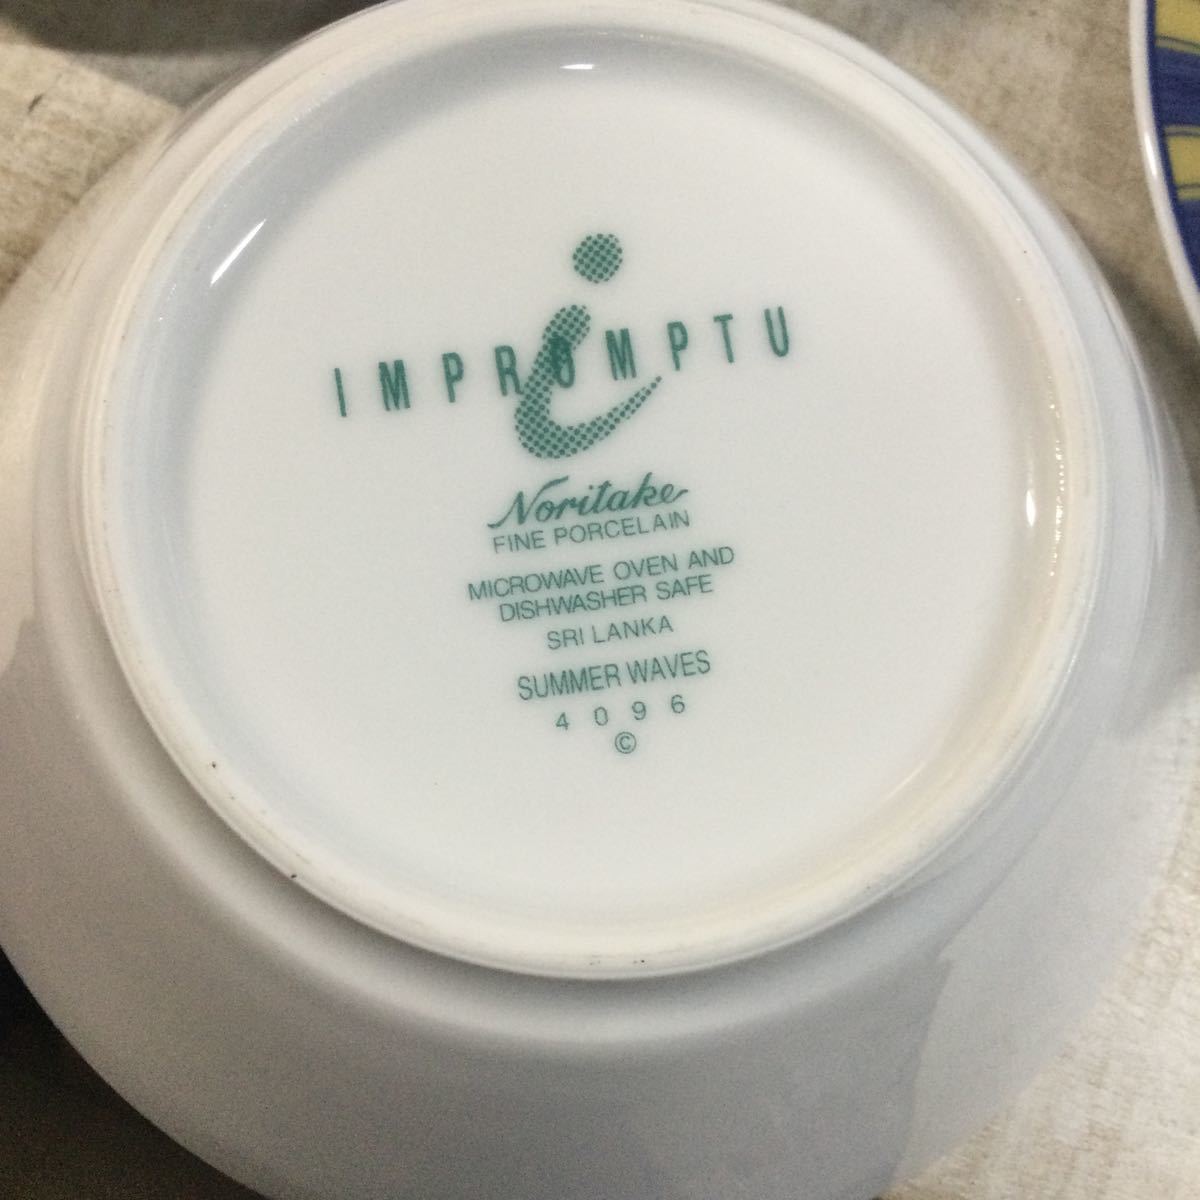 IMPROMPTU
Noritake
FINE PORCELAIN
MICROWAVE OVEN AND
DISHWASHER SAFE
SRI LANKA
SUMMER WAVES
4096
©